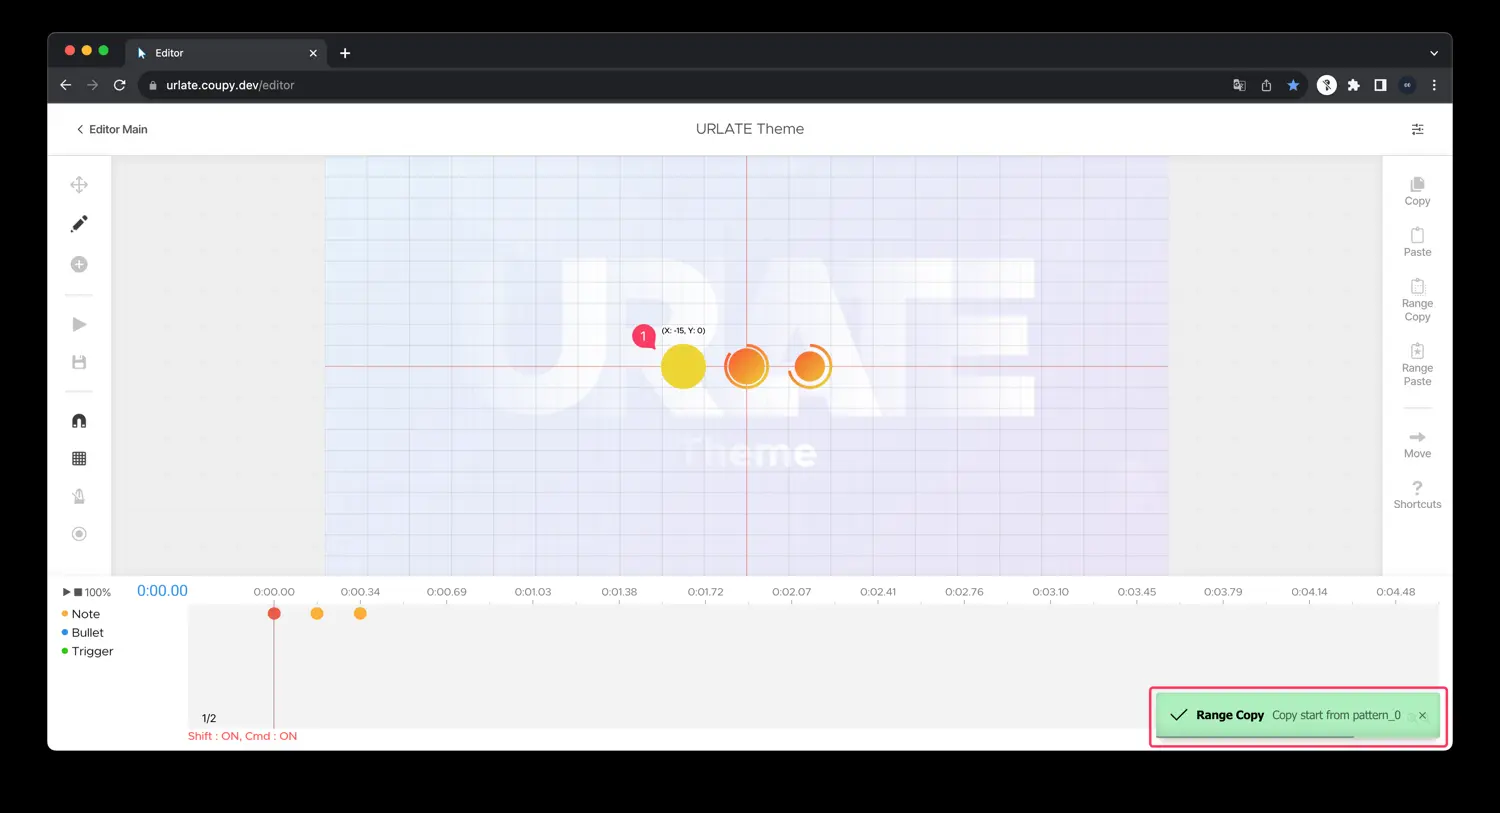 Editor
urlate.coupy.dev/editor
Editor Main
URLATE Theme
Copy
Paste
Range
Copy
Range
Paste
Move
Shortcuts
URLATE
Theme
1
(X: -15, Y: 0)
100%
0:00.00
0:00.00 0:00.34 0:00.69 0:01.03 0:01.38 0:01.72 0:02.07 0:02.41 0:02.76 0:03.10 0:03.45 0:03.79 0:04.14 0:04.48
Note
Bullet
Trigger
1/2
Shift : ON, Cmd : ON
Range Copy Copy start from pattern_0